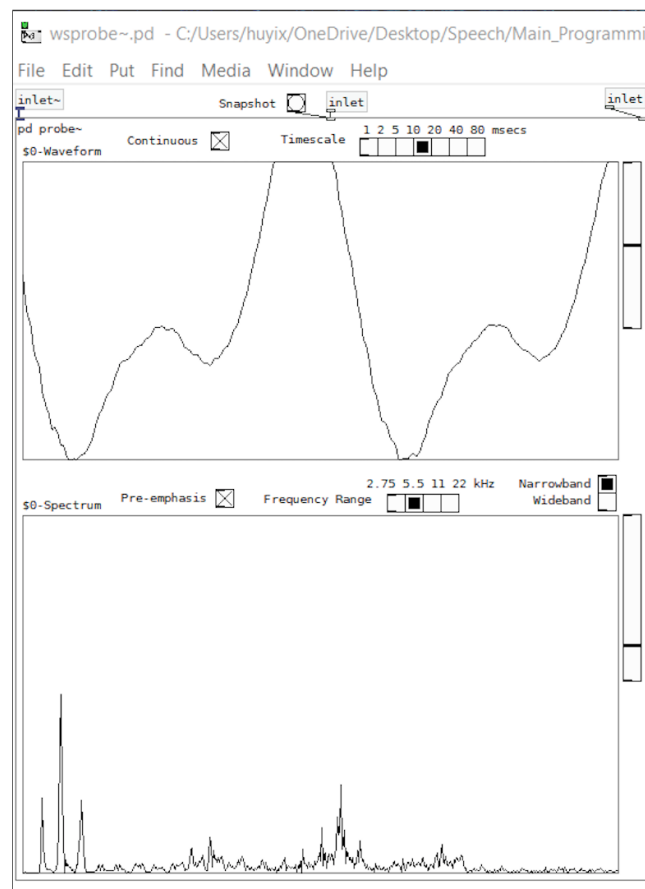 wsprobe~.pd - C:/Users/huyix/OneDrive/Desktop/Speech/Main_Programmi
File Edit Put Find Media Window Help
inlet~ Snapshot inlet inlet
pd probe~
Continuous Timescale 1 2 5 10 20 40 80 msecs
$0-Waveform
2.75 5.5 11 22 kHz Narrowband
Pre-emphasis Frequency Range Wideband
$0-Spectrum